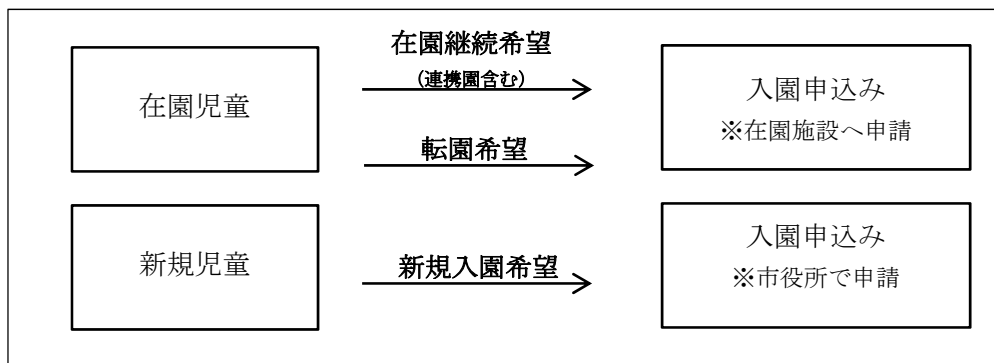 在園児童
在園継続希望
(連携園含む)
転園希望
入園申込み
※在園施設へ申請
新規児童
新規入園希望
入園申込み
※市役所で申請